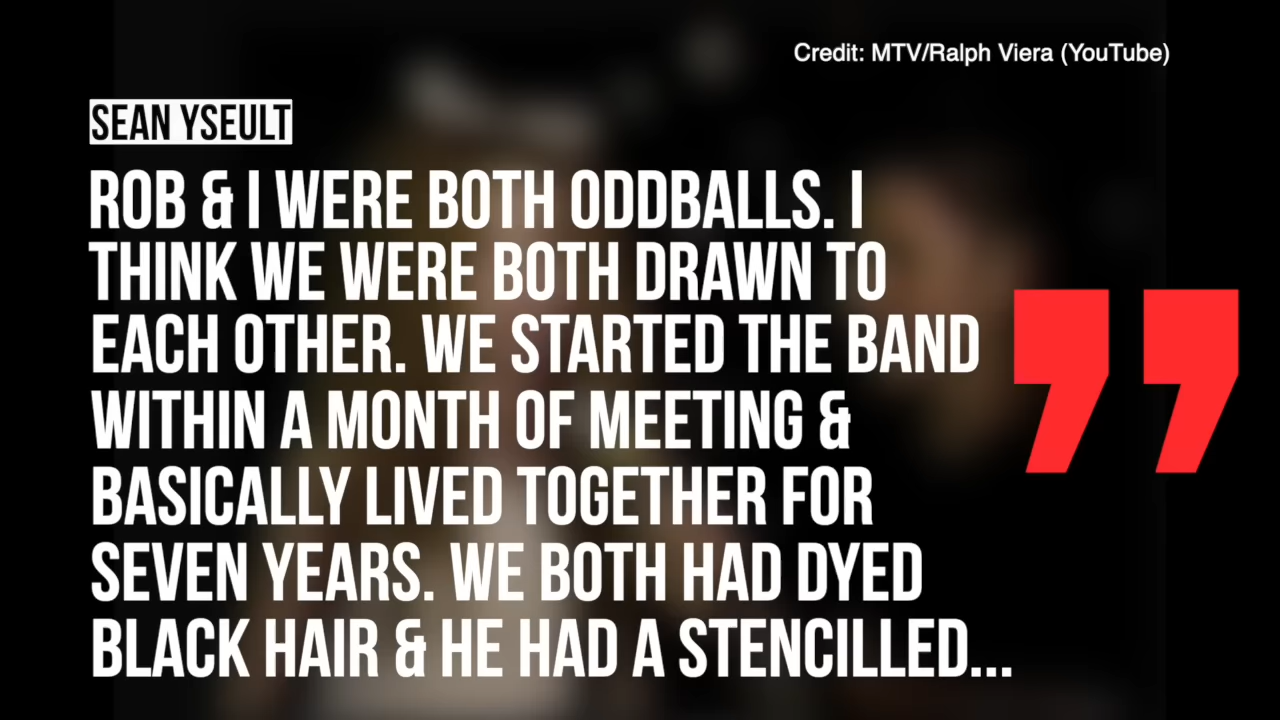 Credit: MTV/Ralph Viera (YouTube)
SEAN YSEULT
ROB & I WERE BOTH ODDBALLS. I
THINK WE WERE BOTH DRAWN TO
EACH OTHER. WE STARTED THE BAND
WITHIN A MONTH OF MEETING &
BASICALLY LIVED TOGETHER FOR
SEVEN YEARS. WE BOTH HAD DYED
BLACK HAIR & HE HAD A STENCILLED...
”